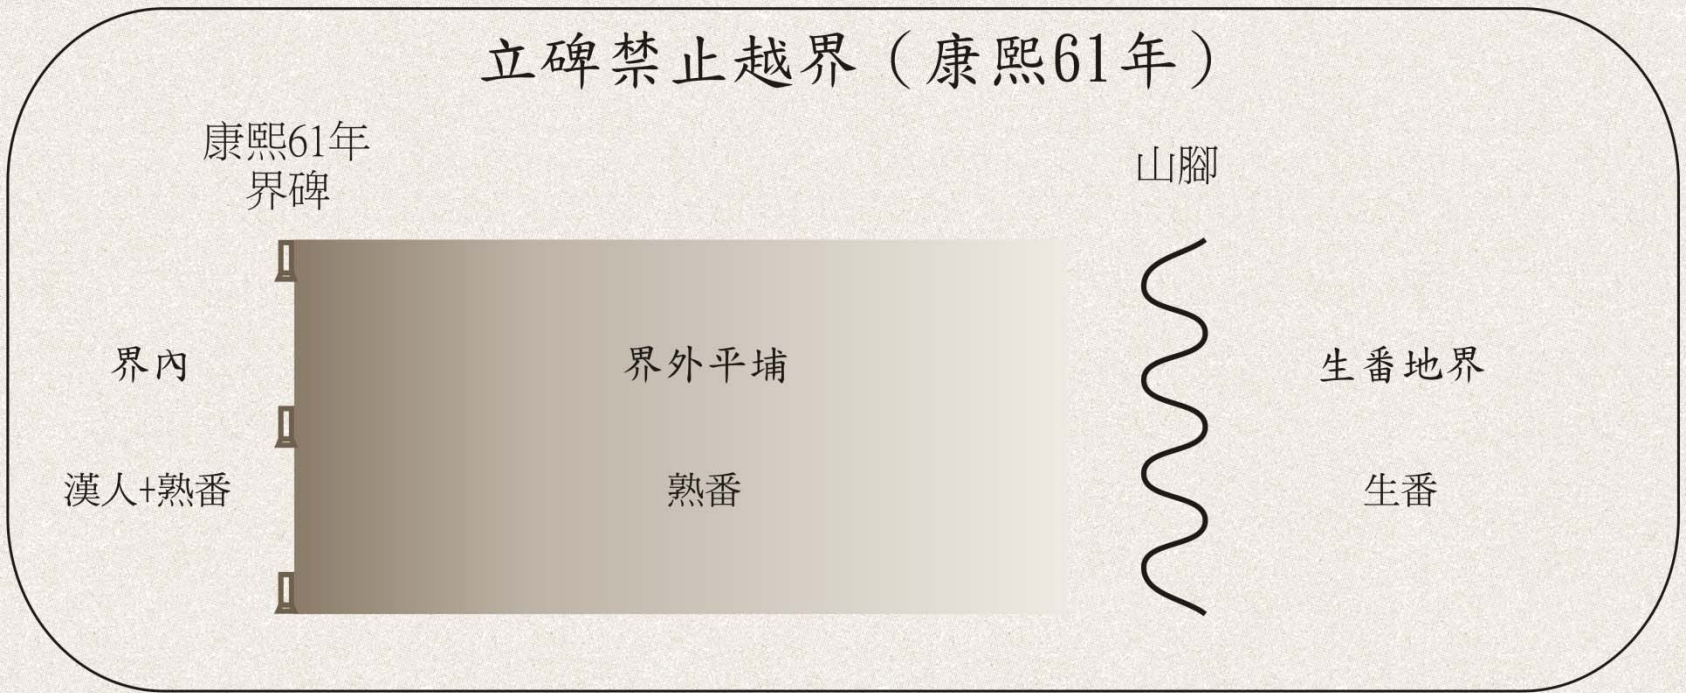 立碑禁止越界（康熙61年）
康熙61年
界碑
山腳
界內
界外平埔
生番地界
漢人+熟番
熟番
生番